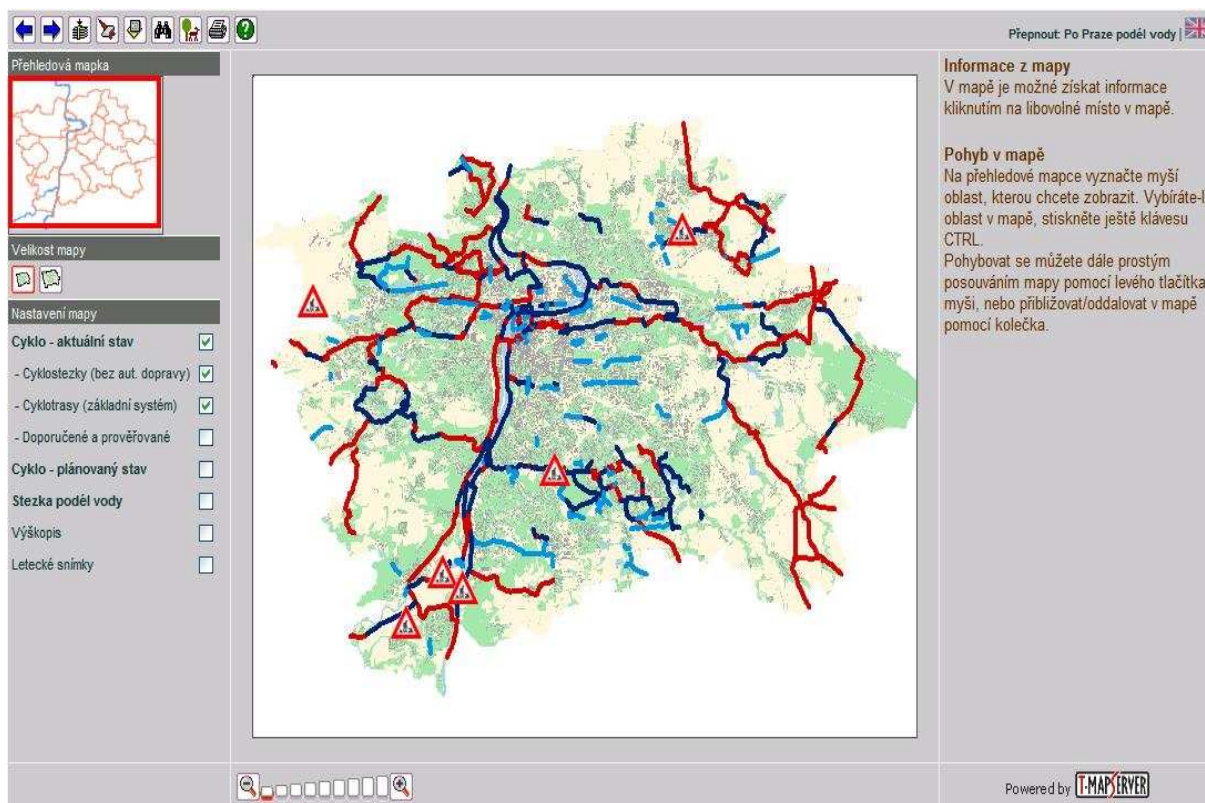 Přepnout: Po Praze podél vody |
Přehledová mapka
Velikost mapy
Nastavení mapy
Cyklo - aktuální stav
- Cyklostezky (bez aut. dopravy)
- Cyklotrasy (základní systém)
- Doporučené a prověřované
Cyklo - plánovaný stav
Stezka podél vody
Výškopis
Letecké snímky
Informace z mapy
V mapě je možné získat informace
kliknutím na libovolné místo v mapě.
Pohyb v mapě
Na přehledové mapce vyznačte myší
oblast, kterou chcete zobrazit. Vybíráte-l
oblast v mapě, stiskněte ještě klávesu
CTRL.
Pohybovat se můžete dále prostým
posouváním mapy pomocí levého tlačítka
myši, nebo přibližovat/oddalovat v mapě
pomocí kolečka.
Powered by T-MAPSERVER